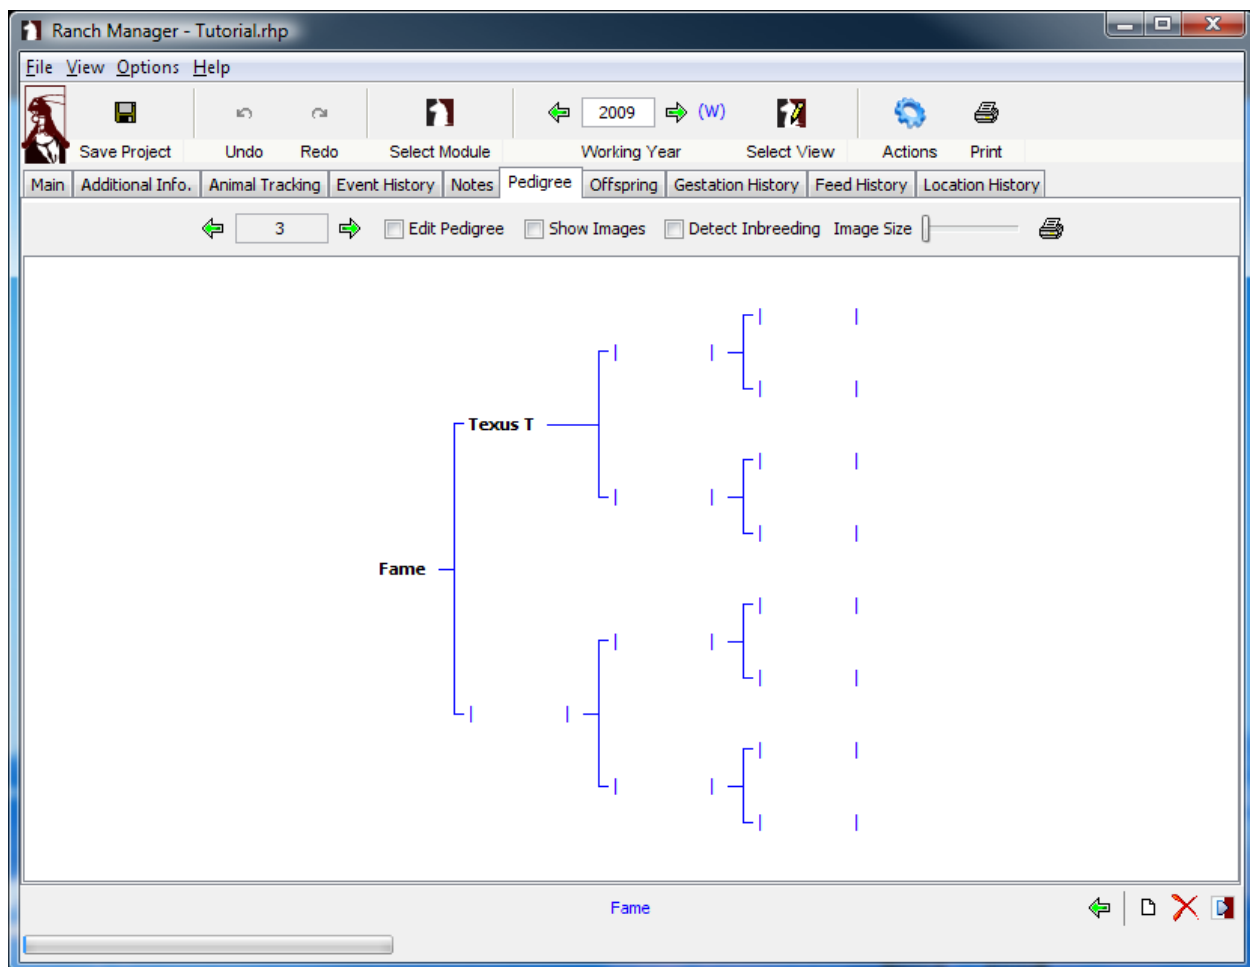 Ranch Manager - Tutorial.rhp
File View Options Help
2009 (W)
Save Project Undo Redo Select Module Working Year Select View Actions Print
Main Additional Info. Animal Tracking Event History Notes Pedigree Offspring Gestation History Feed History Location History
3 Edit Pedigree Show Images Detect Inbreeding Image Size
Texus T
Fame
Fame